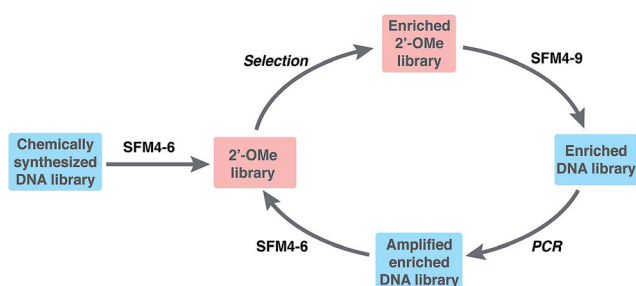 Enriched
2'-OMe
library
Selection
SFM4-9
Chemically
synthesized
DNA library
SFM4-6
2'-OMe
library
Enriched
DNA library
SFM4-6
Amplified
enriched
DNA library
PCR